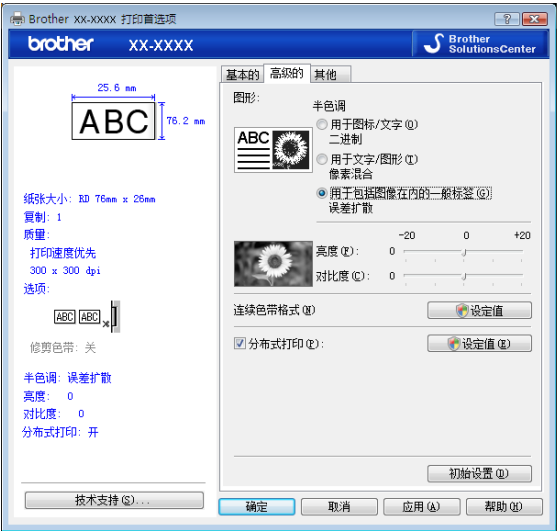 Brother XX-XXXX 打印首选项
brother XX-XXXX
Brother
SolutionsCenter
25.6 mm
ABC
76.2 mm
纸张大小: RD 76mm x 26mm
复制: 1
质量:
打印速度优先
300 x 300 dpi
选项:
ABC ABC
修剪色带: 关
半色调: 误差扩散
亮度: 0
对比度: 0
分布式打印: 开
技术支持(S)...
基本的 高级的 其他
图形:
半色调
ABC
用于图标/文字(O)
二进制
用于文字/图形(T)
像素混合
用于包括图像在内的一般标签(G)
误差扩散
-20 0 +20
亮度(F): 0
对比度(C): 0
连续色带格式(M) 设定值
分布式打印(P): 设定值(E)
初始设置(D)
确定 取消 应用(A) 帮助(H)